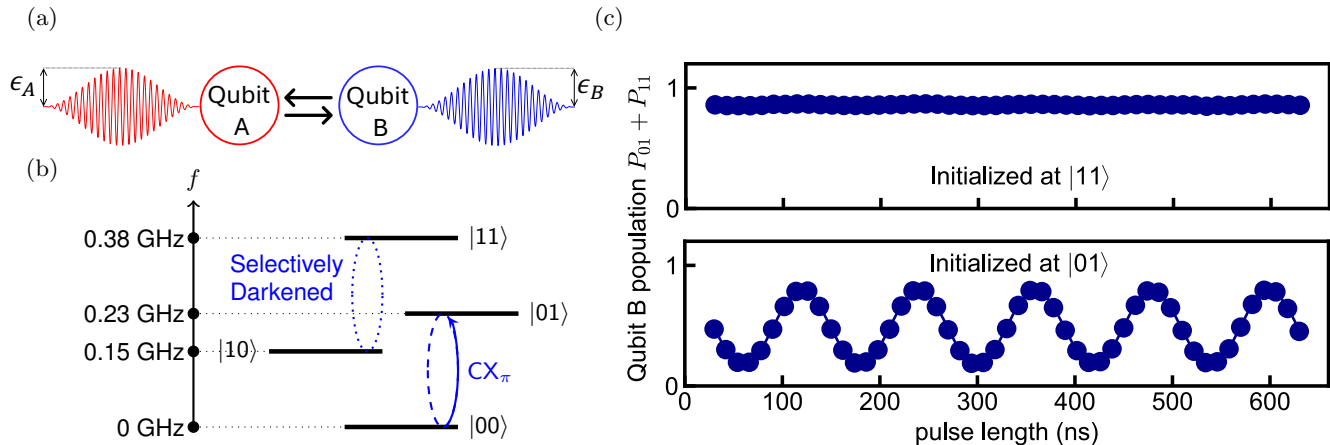 (a)
ϵ_A
Qubit
A
Qubit
B
ϵ_B
(b)
f
0.38 GHz
|11⟩
Selectively
Darkened
0.23 GHz
|01⟩
0.15 GHz
|10⟩
CX_π
0 GHz
|00⟩
(c)
Qubit B population P_01 + P_11
1
0
Initialized at |11⟩
1
0
Initialized at |01⟩
0 100 200 300 400 500 600
pulse length (ns)